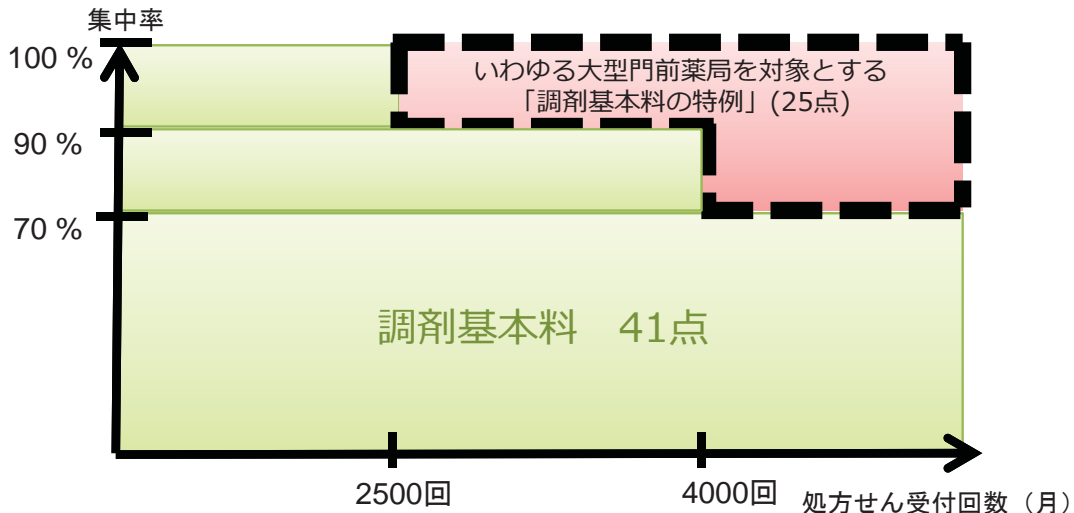 集中率
100 %
いわゆる大型門前薬局を対象とする
「調剤基本料の特例」(25点)
90 %
70 %
調剤基本料　41点
2500回
4000回
処方せん受付回数（月）